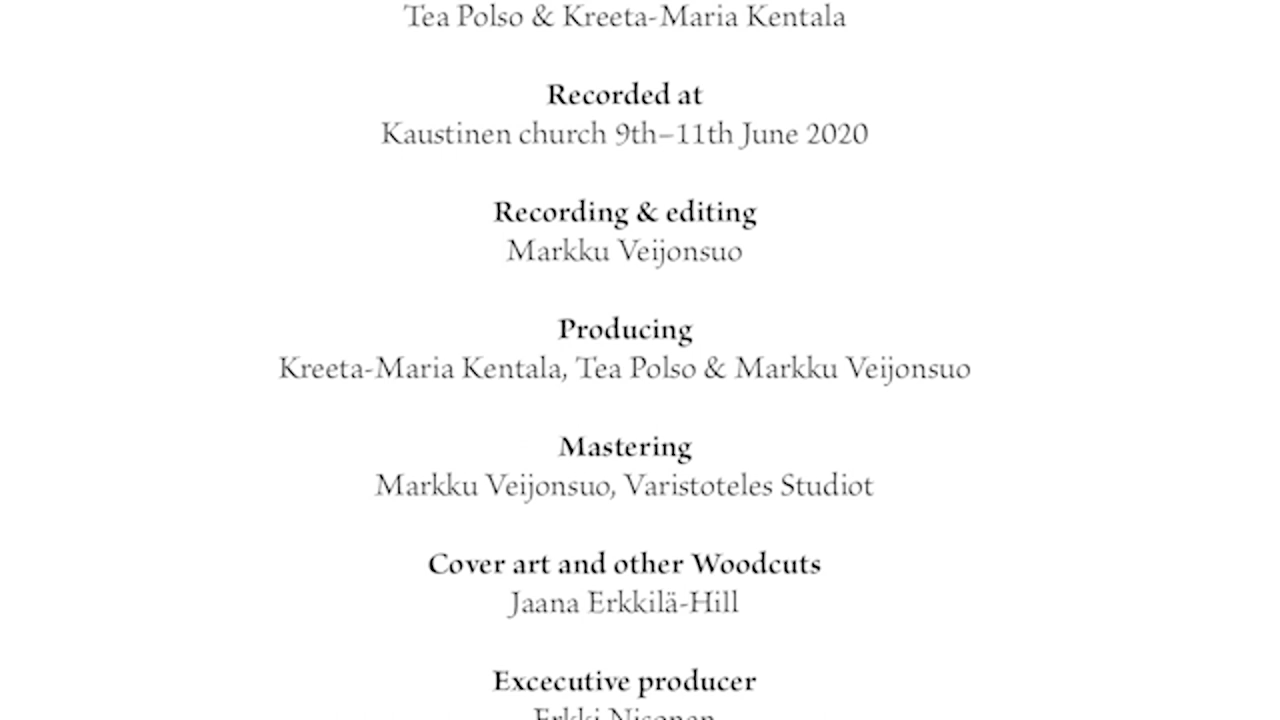 Tea Polso & Kreeta-Maria Kentala
Recorded at
Kaustinen church 9th–11th June 2020
Recording & editing
Markku Veijonsuo
Producing
Kreeta-Maria Kentala, Tea Polso & Markku Veijonsuo
Mastering
Markku Veijonsuo, Varistoteles Studiot
Cover art and other Woodcuts
Jaana Erkkilä-Hill
Excecutive producer
Erkki